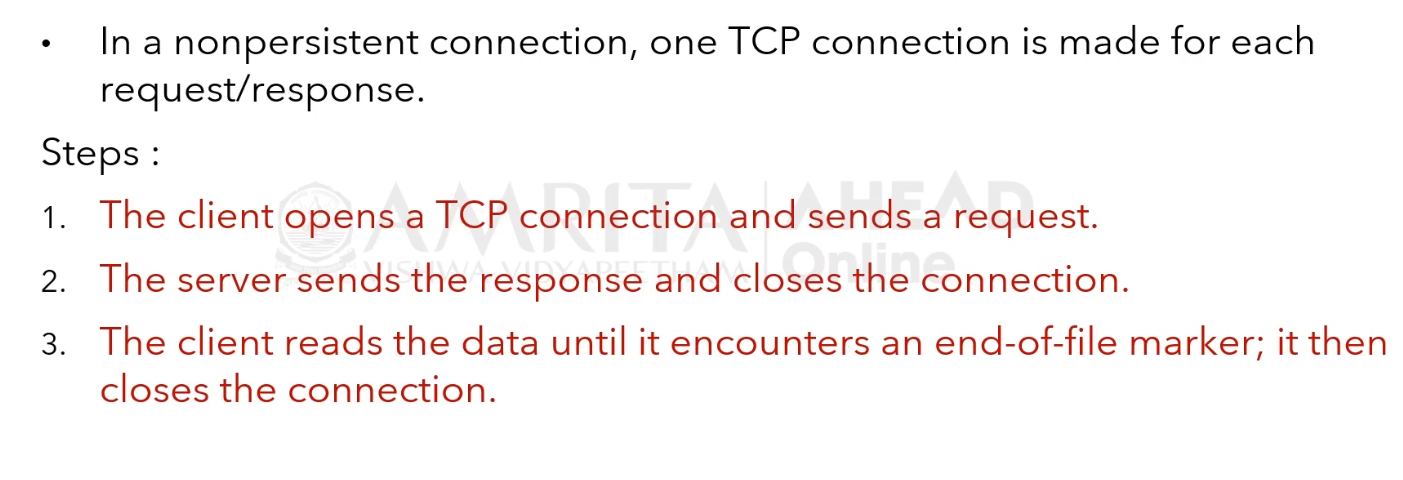 • In a nonpersistent connection, one TCP connection is made for each
request/response.
Steps :
1. The client opens a TCP connection and sends a request.
2. The server sends the response and closes the connection.
3. The client reads the data until it encounters an end-of-file marker; it then
closes the connection.
AMRITA
VISHWA VIDYAPEETHAM
AHEAD
Online